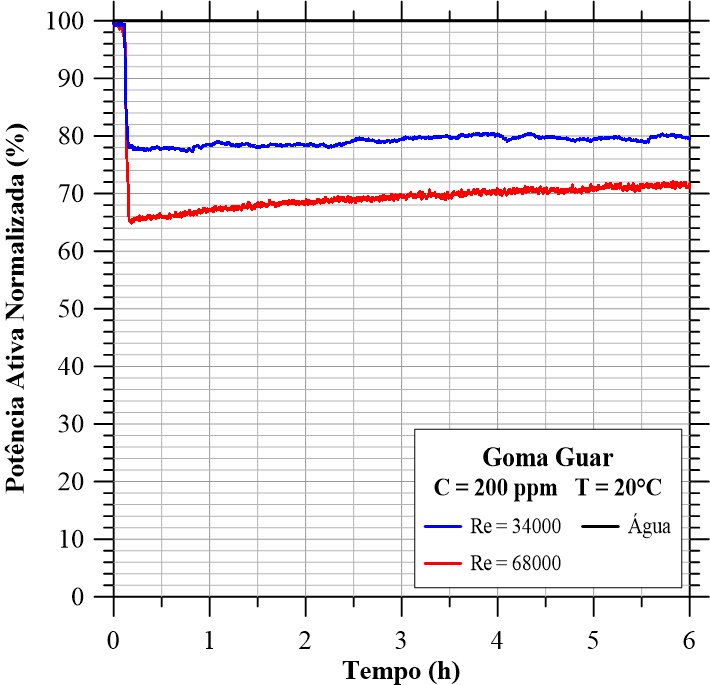 100
90
80
70
60
50
40
30
20
10
0
Potência Ativa Normalizada (%)
Goma Guar
C = 200 ppm T = 20°C
Re = 34000 Água
Re = 68000
0 1 2 3 4 5 6
Tempo (h)